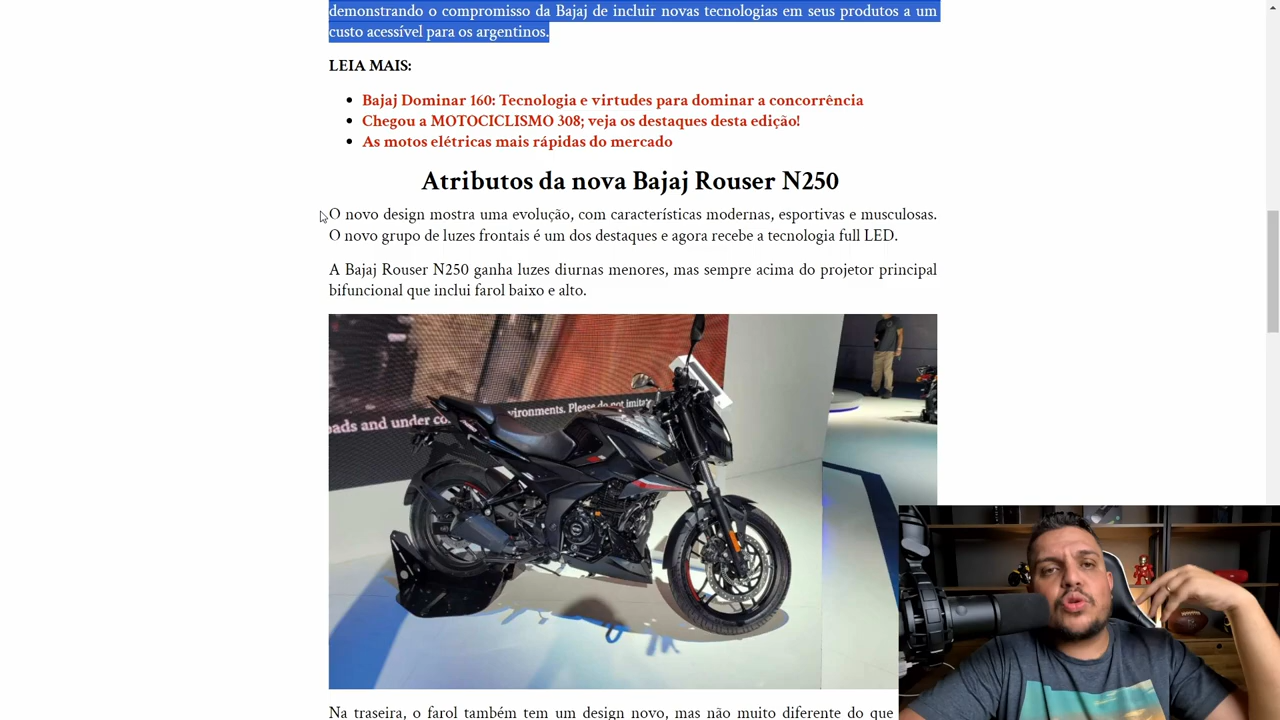 demonstrando o compromisso da Bajaj de incluir novas tecnologias em seus produtos a um
custo acessível para os argentinos.
LEIA MAIS:
Bajaj Dominar 160: Tecnologia e virtudes para dominar a concorrência
Chegou a MOTOCICLISMO 308; veja os destaques desta edição!
As motos elétricas mais rápidas do mercado
Atributos da nova Bajaj Rouser N250
O novo design mostra uma evolução, com características modernas, esportivas e musculosas.
O novo grupo de luzes frontais é um dos destaques e agora recebe a tecnologia full LED.
A Bajaj Rouser N250 ganha luzes diurnas menores, mas sempre acima do projetor principal
bifuncional que inclui farol baixo e alto.
vironments. Please do not imitate
oads and under co
Na traseira, o farol também tem um design novo, mas não muito diferente do que